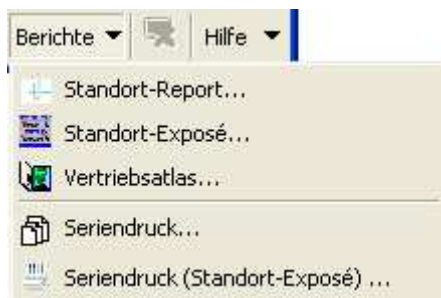 Berichte Hilfe
Standort-Report...
Standort-Exposé...
Vertriebsatlas...
Seriendruck...
Seriendruck (Standort-Exposé) ...